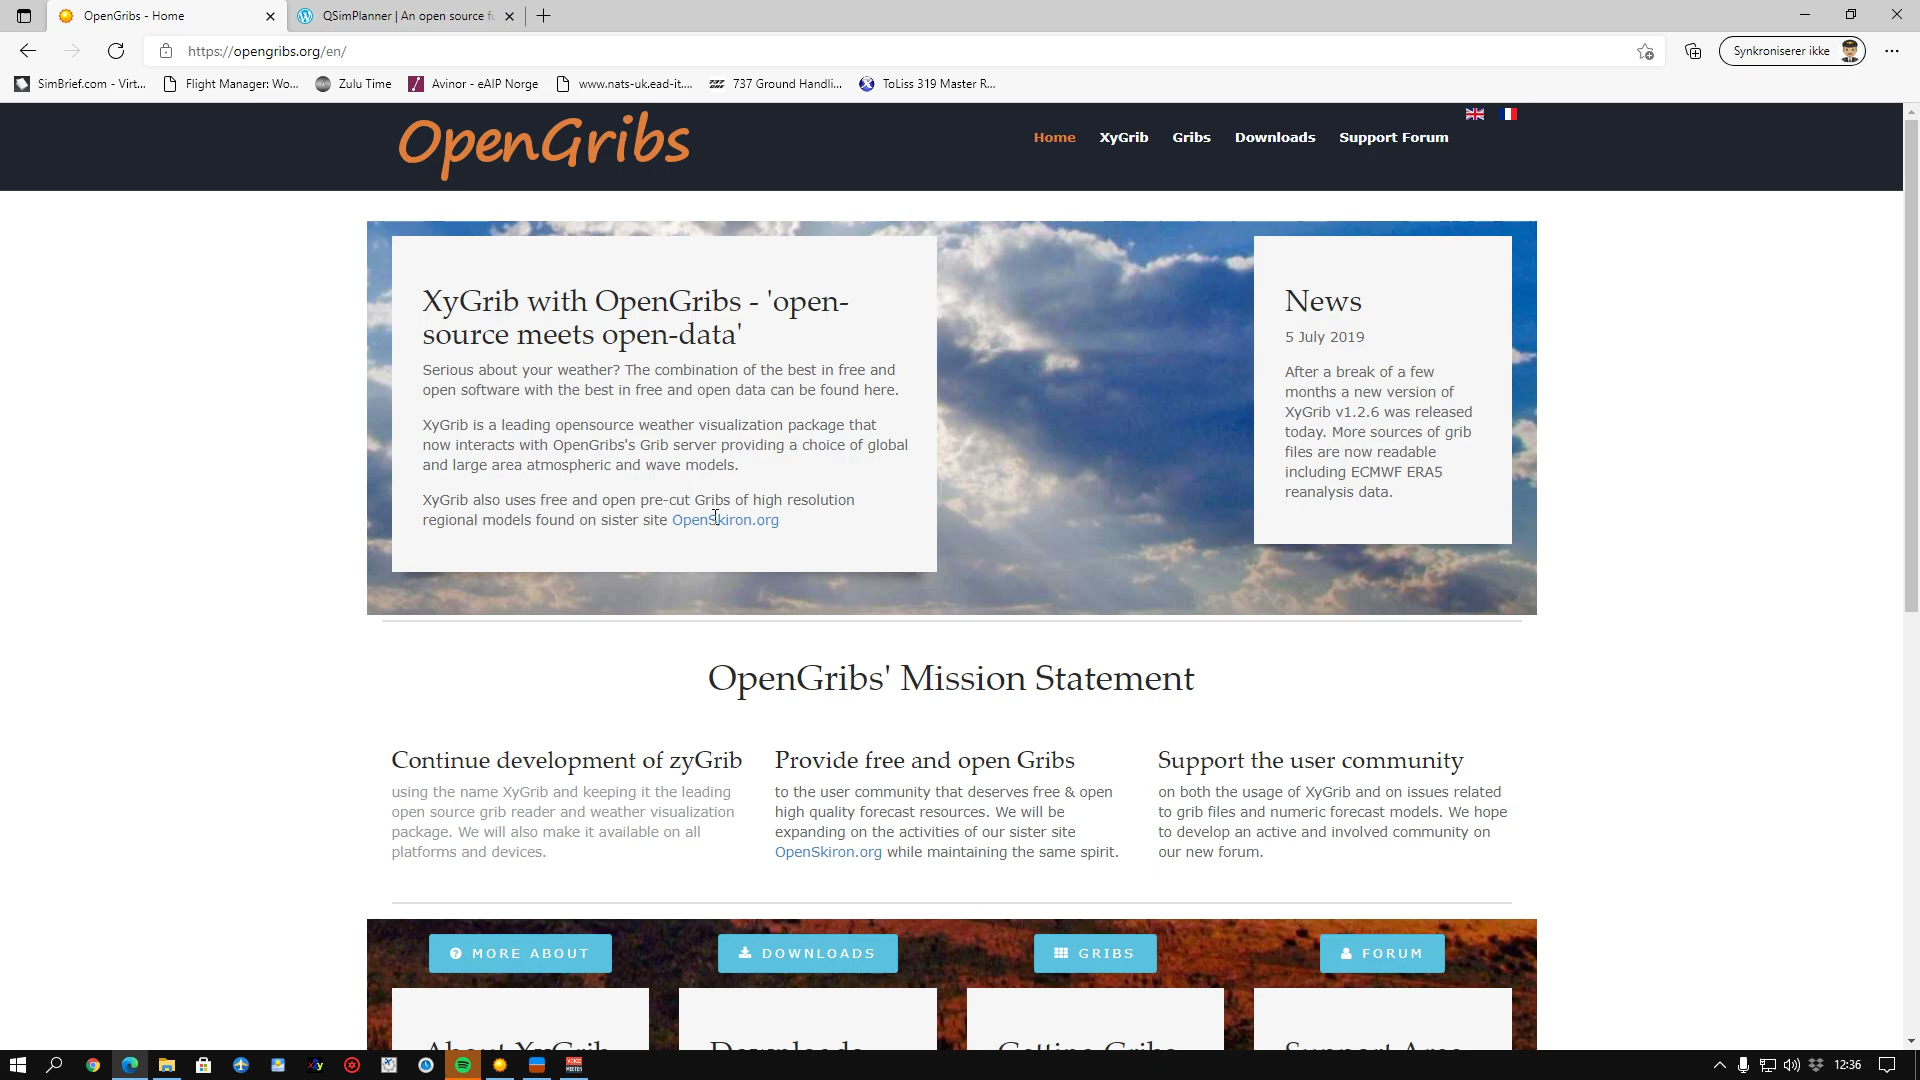 OpenGribs - Home
QSimPlanner | An open source f
https://opengribs.org/en/
Synkroniserer ikke
SimBrief.com - Virt...
Flight Manager: Wo...
Zulu Time
Avinor - eAIP Norge
www.nats-uk.ead-it....
737 Ground Handli...
ToLiss 319 Master R...
OpenGribs
Home
XyGrib
Gribs
Downloads
Support Forum
XyGrib with OpenGribs - 'open-
source meets open-data'
Serious about your weather? The combination of the best in free and
open software with the best in free and open data can be found here.
XyGrib is a leading opensource weather visualization package that
now interacts with OpenGribs's Grib server providing a choice of global
and large area atmospheric and wave models.
XyGrib also uses free and open pre-cut Gribs of high resolution
regional models found on sister site OpenSkiron.org
News
5 July 2019
After a break of a few
months a new version of
XyGrib v1.2.6 was released
today. More sources of grib
files are now readable
including ECMWF ERA5
reanalysis data.
OpenGribs' Mission Statement
Continue development of zyGrib
using the name XyGrib and keeping it the leading
open source grib reader and weather visualization
package. We will also make it available on all
platforms and devices.
Provide free and open Gribs
to the user community that deserves free & open
high quality forecast resources. We will be
expanding on the activities of our sister site
OpenSkiron.org while maintaining the same spirit.
Support the user community
on both the usage of XyGrib and on issues related
to grib files and numeric forecast models. We hope
to develop an active and involved community on
our new forum.
MORE ABOUT
DOWNLOADS
GRIBS
FORUM
About XyGrib
Downloads
Getting Gribs
Support Area
12:36